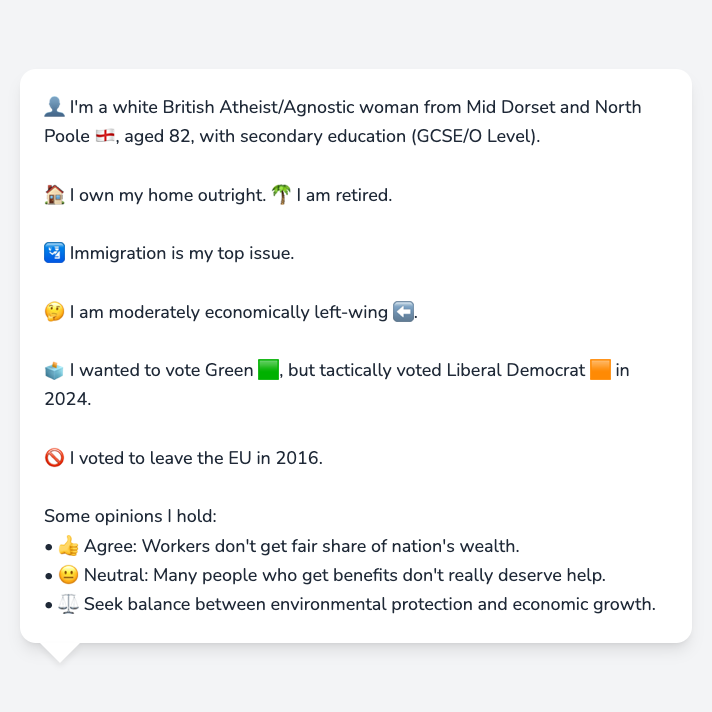 👤 I'm a white British Atheist/Agnostic woman from Mid Dorset and North
Poole 🏴󠁧󠁢󠁥󠁮󠁧󠁿, aged 82, with secondary education (GCSE/O Level).
🏠 I own my home outright. 🌴 I am retired.
🛂 Immigration is my top issue.
🤔 I am moderately economically left-wing ⬅️.
🗳️ I wanted to vote Green 🟩, but tactically voted Liberal Democrat 🟧 in
2024.
🚫 I voted to leave the EU in 2016.
Some opinions I hold:
• 👍 Agree: Workers don't get fair share of nation's wealth.
• 😐 Neutral: Many people who get benefits don't really deserve help.
• ⚖️ Seek balance between environmental protection and economic growth.